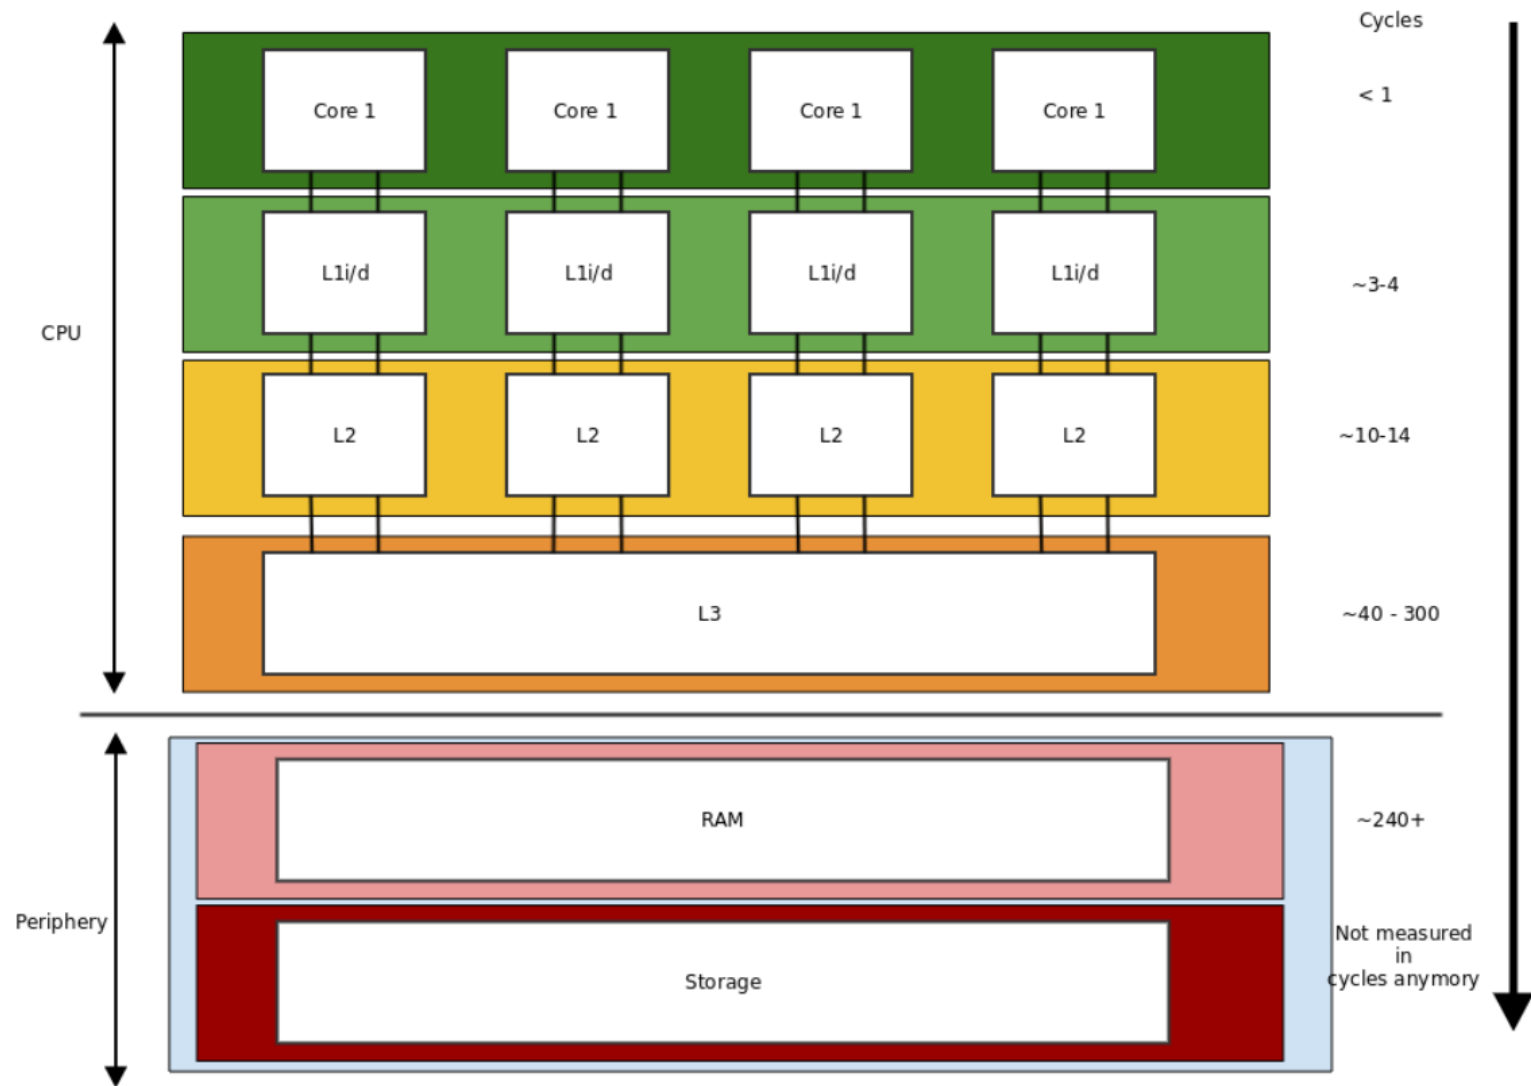 Cycles
Core 1
Core 1
Core 1
Core 1
< 1
L1i/d
L1i/d
L1i/d
L1i/d
~3-4
CPU
L2
L2
L2
L2
~10-14
L3
~40 - 300
RAM
~240+
Periphery
Storage
Not measured
in
cycles anymory